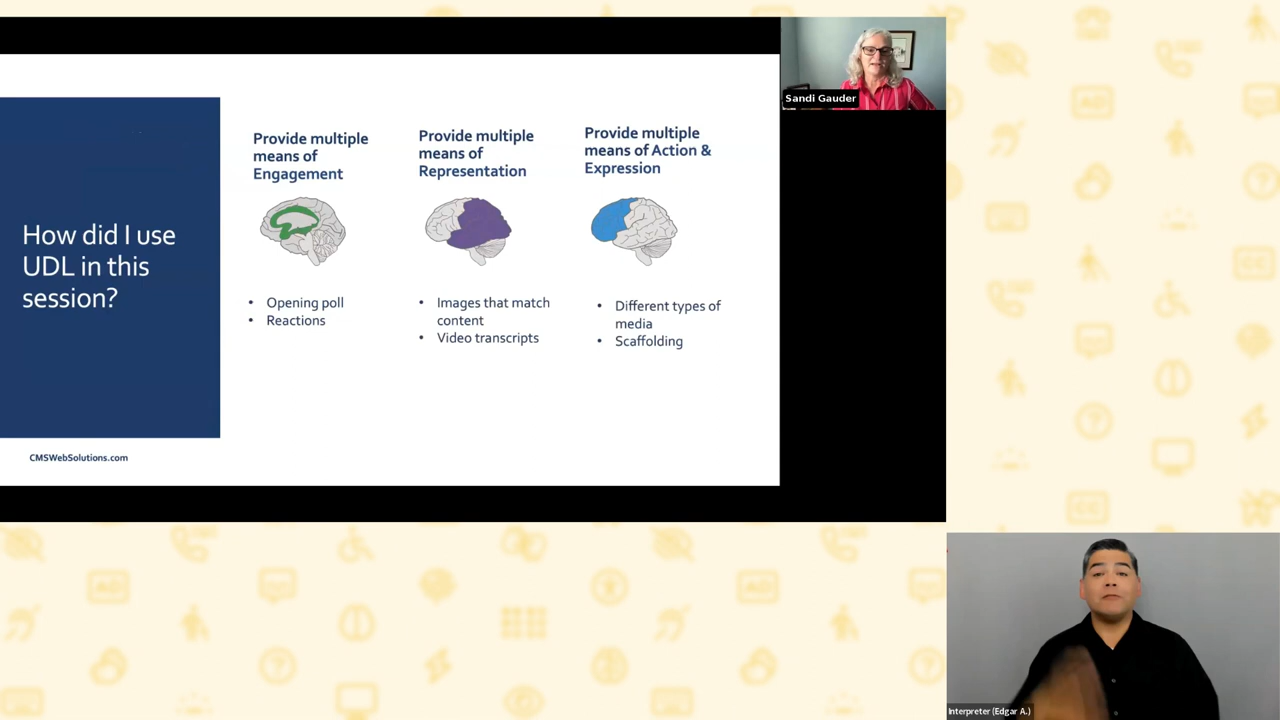 How did I use
UDL in this
session?
CMSWebSolutions.com
Provide multiple
means of
Engagement
• Opening poll
• Reactions
Provide multiple
means of
Representation
• Images that match
content
• Video transcripts
Provide multiple
means of Action &
Expression
• Different types of
media
• Scaffolding
Sandi Gauder
Interpreter (Edgar A.)